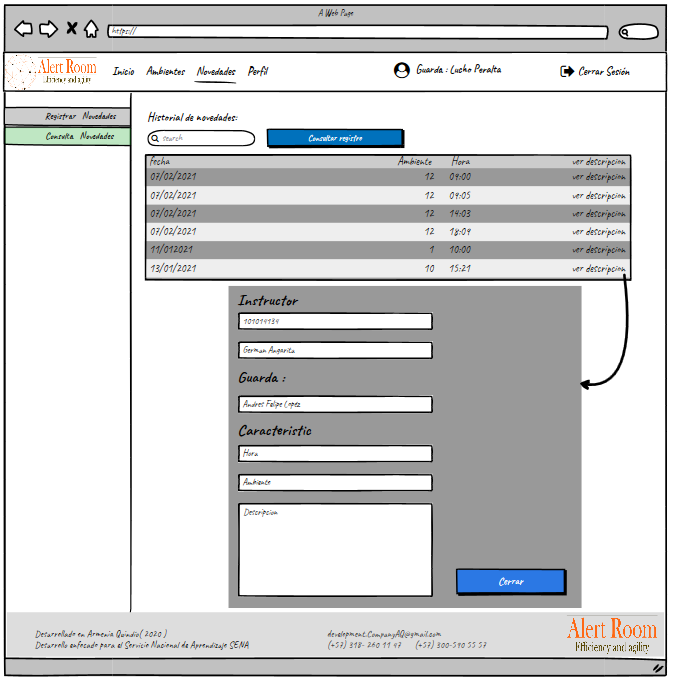 A Web Page
https://
Alert Room
Efficiency and agility
Inicio Ambientes Novedades Perfil
Guarda : Lucho Peralta
Cerrar Sesión
Registrar Novedades
Consulta Novedades
Historial de novedades:
search
Consultar registro
Fecha Ambiente Hora ver descripcion
07/02/2021 12 09:00 ver descripcion
07/02/2021 12 09:05 ver descripcion
07/02/2021 12 14:03 ver descripcion
07/02/2021 12 18:09 ver descripcion
11/012021 1 10:00 ver descripcion
13/01/2021 10 15:21 ver descripcion
Instructor
101014134
German Angarita
Guarda :
Andres Felipe Lopez
Caracteristic
Hora
Ambiente
Descripcion
Cerrar
Desarrollado en Armenia Quindio( 2020 )
Desarrollo enfocado para el Servicio Nacional de Aprendizaje SENA
development.CompanyAQ@gmail.com
(+57) 318- 260 11 47 (+57) 300-540 55 57
Alert Room
Efficiency and agility